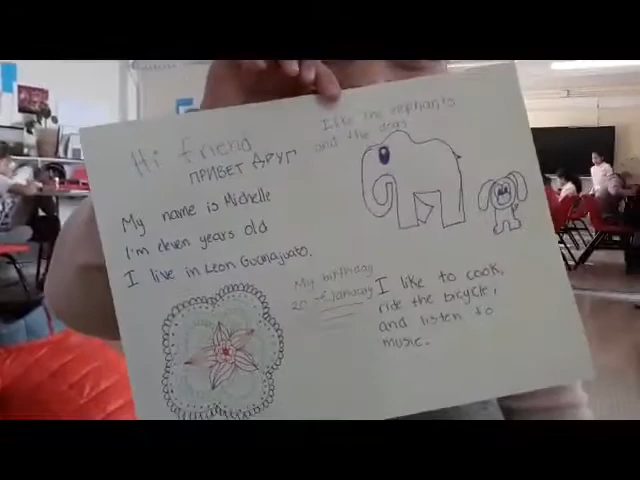 Hi friend
ПРИВЕТ ДРУГ
My name is Michelle
I'm eleven years old
I live in Leon Guanajuato.
I like the elephants
and the dogs
My birthday
20 of January
I like to cook,
ride the bicycle,
and listen to
music.